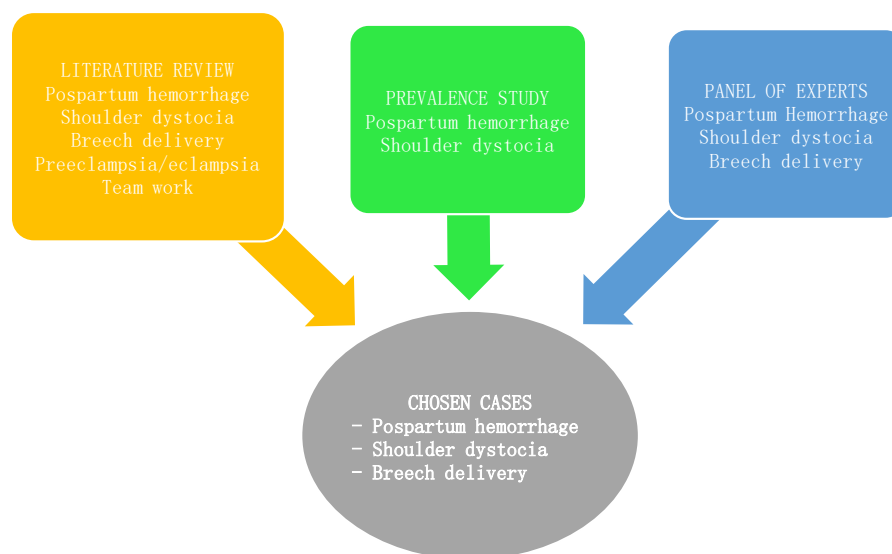 LITERATURE REVIEW
Pospartum hemorrhage
Shoulder dystocia
Breech delivery
Preeclampsia/eclampsia
Team work
PREVALENCE STUDY
Pospartum hemorrhage
Shoulder dystocia
PANEL OF EXPERTS
Pospartum Hemorrhage
Shoulder dystocia
Breech delivery
CHOSEN CASES
- Pospartum hemorrhage
- Shoulder dystocia
- Breech delivery